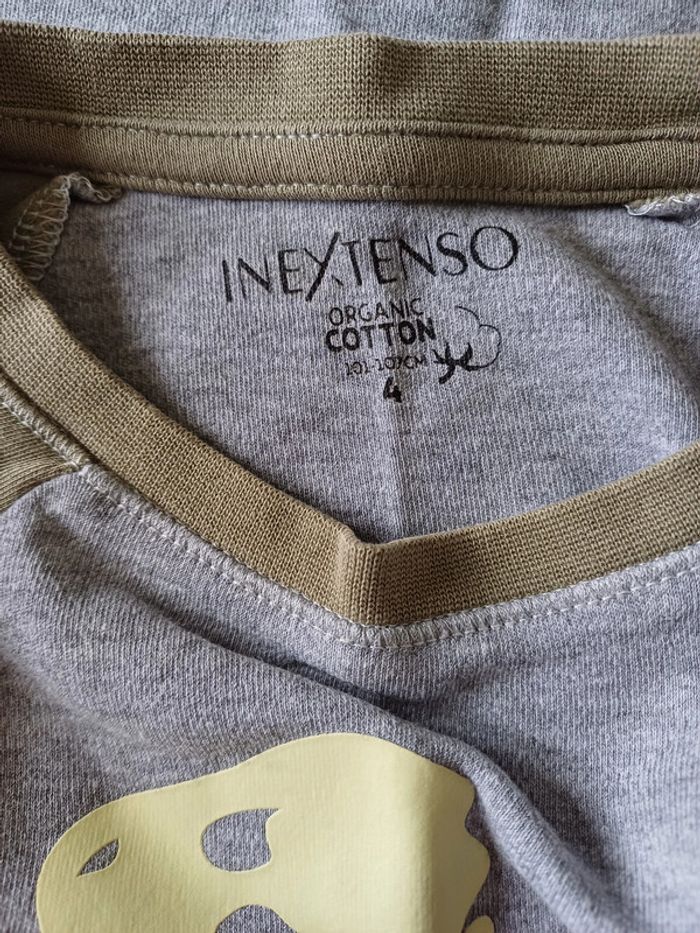 INEXTENSO
ORGANIC
COTTON
101-107CM
4